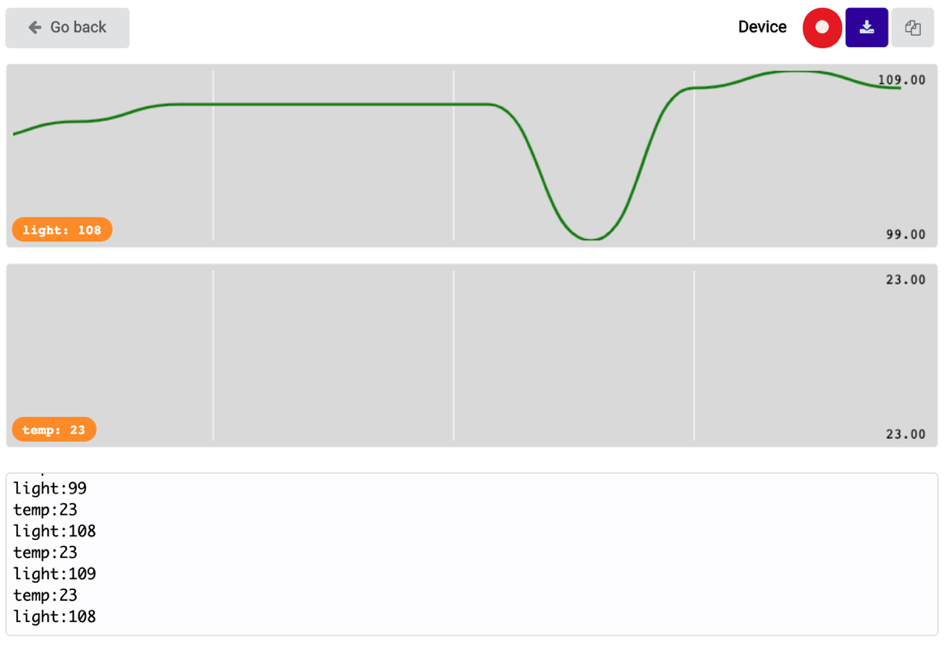 Go back
Device
109.00
light: 108
99.00
23.00
temp: 23
23.00
light:99
temp:23
light:108
temp:23
light:109
temp:23
light:108